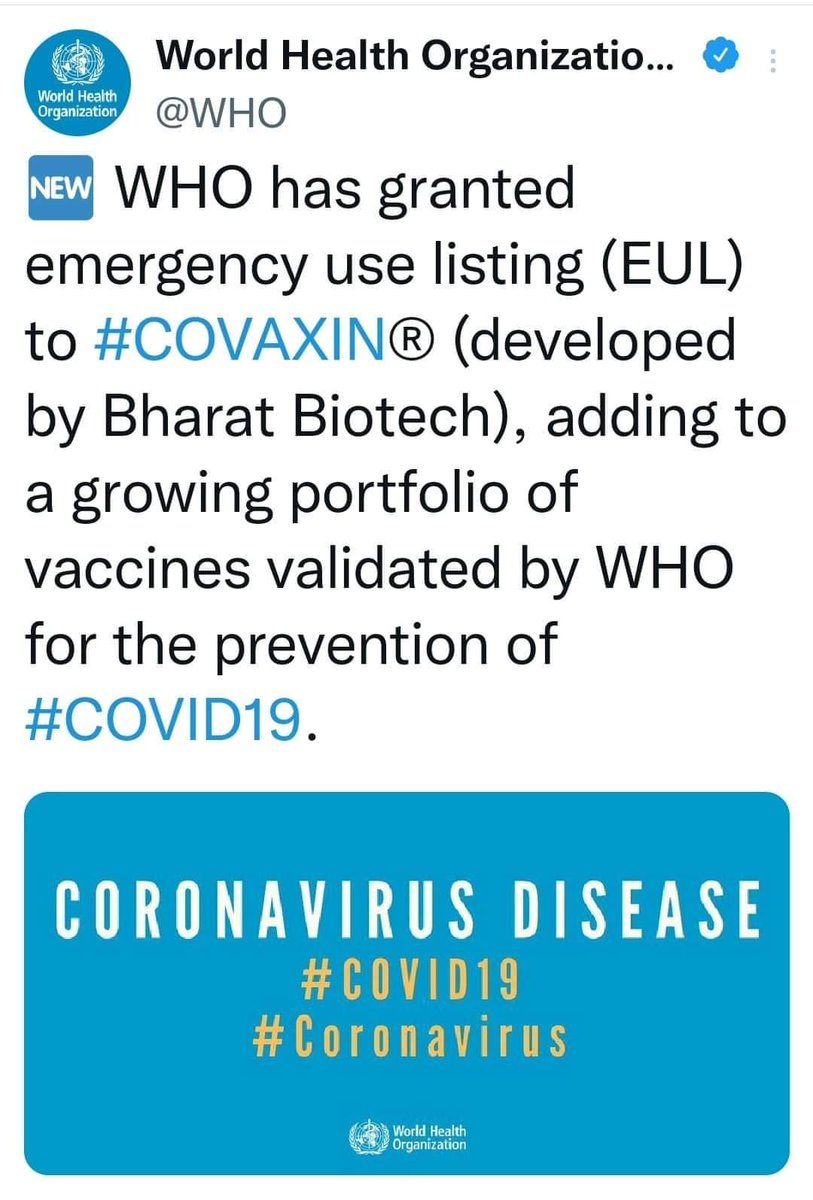 World Health
Organization
World Health Organizatio...
@WHO
NEW WHO has granted
emergency use listing (EUL)
to #COVAXIN® (developed
by Bharat Biotech), adding to
a growing portfolio of
vaccines validated by WHO
for the prevention of
#COVID19.
CORONAVIRUS DISEASE
#COVID19
#Coronavirus
World Health
Organization